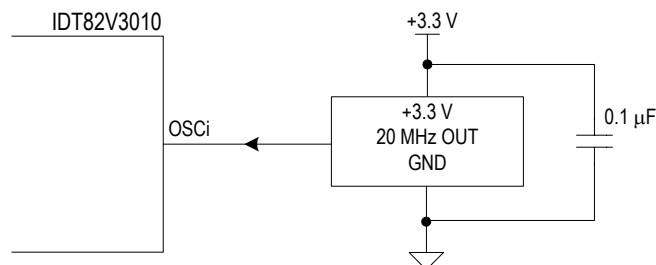 IDT82V3010
+3.3 V
OSCi
+3.3 V
20 MHz OUT
GND
0.1 μF